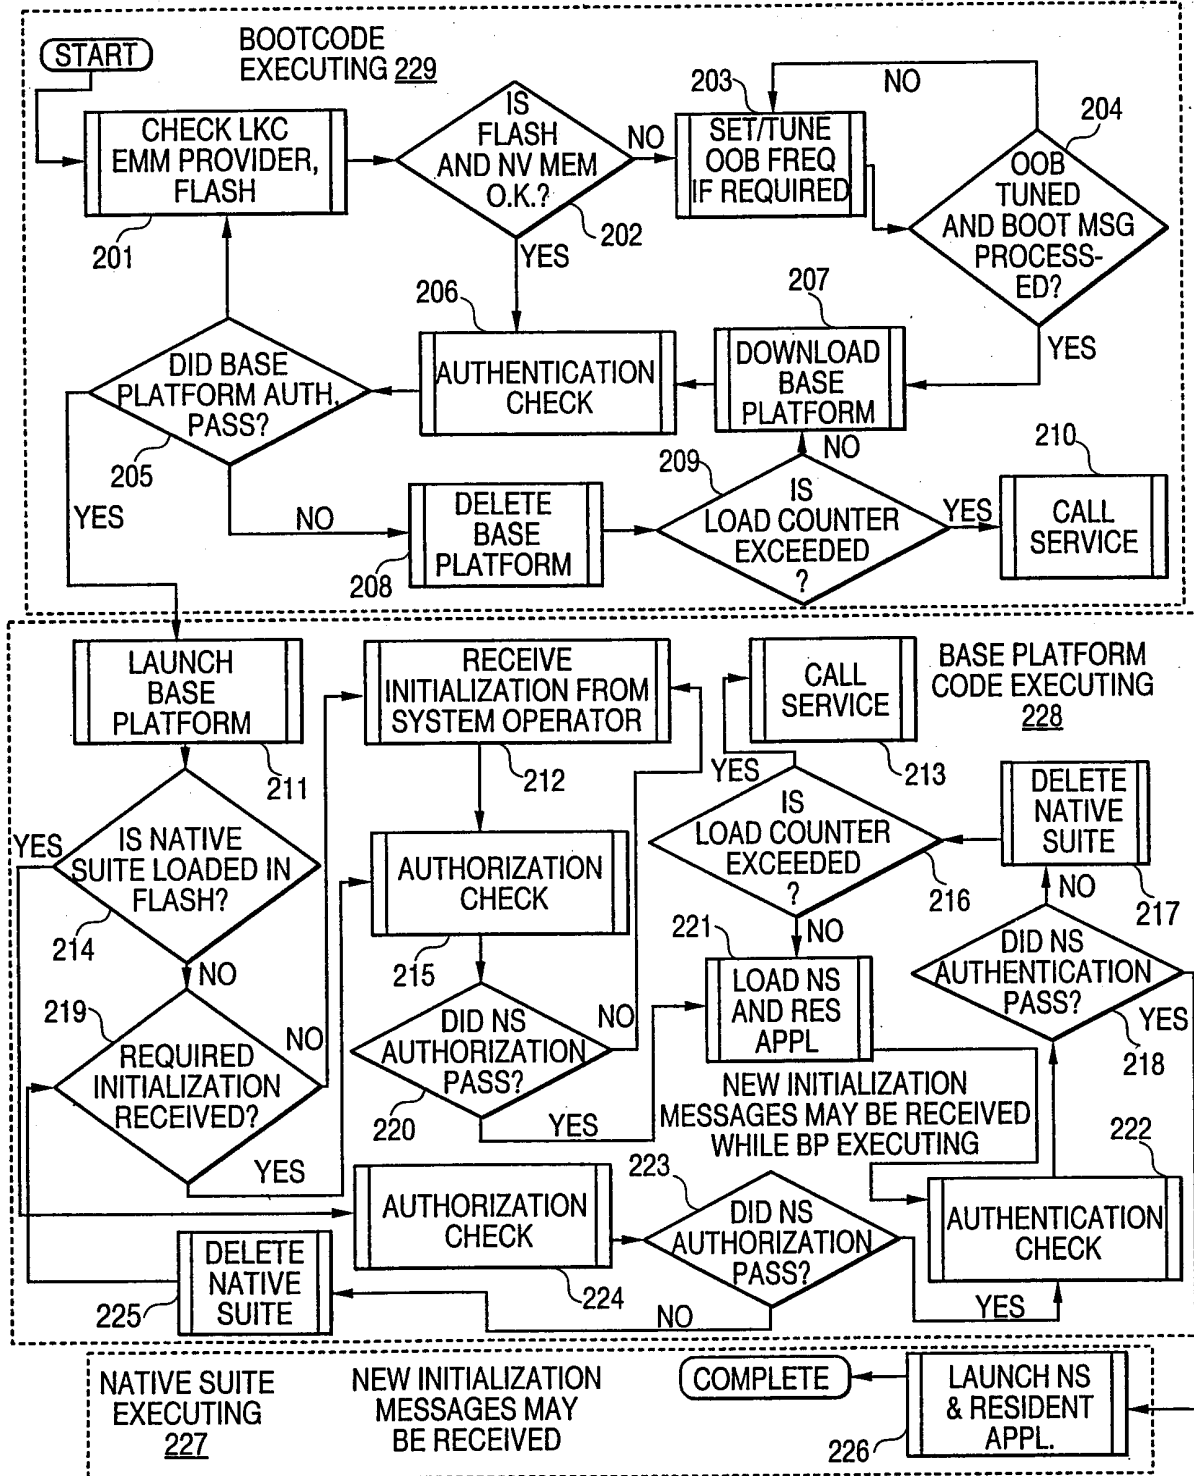 START
BOOTCODE
EXECUTING 229
CHECK LKC
EMM PROVIDER,
FLASH
201
IS
FLASH
AND NV MEM
O.K.?
202
NO
YES
203
SET/TUNE
OOB FREQ
IF REQUIRED
NO
204
OOB
TUNED
AND BOOT MSG
PROCESS-
ED?
YES
206
AUTHENTICATION
CHECK
207
DOWNLOAD
BASE
PLATFORM
DID BASE
PLATFORM AUTH.
PASS?
205
YES
NO
DELETE
BASE
PLATFORM
208
209
NO
IS
LOAD COUNTER
EXCEEDED
?
YES
210
CALL
SERVICE
LAUNCH
BASE
PLATFORM
211
RECEIVE
INITIALIZATION FROM
SYSTEM OPERATOR
212
CALL
SERVICE
213
BASE PLATFORM
CODE EXECUTING
228
YES
IS NATIVE
SUITE LOADED IN
FLASH?
214
NO
AUTHORIZATION
CHECK
215
YES
IS
LOAD COUNTER
EXCEEDED
?
216
NO
DELETE
NATIVE
SUITE
217
NO
DID NS
AUTHENTICATION
PASS?
218
YES
219
REQUIRED
INITIALIZATION
RECEIVED?
NO
YES
DID NS
AUTHORIZATION
PASS?
220
NO
YES
221
LOAD NS
AND RES
APPL
NEW INITIALIZATION
MESSAGES MAY BE RECEIVED
WHILE BP EXECUTING
222
AUTHENTICATION
CHECK
AUTHORIZATION
CHECK
224
223
DID NS
AUTHORIZATION
PASS?
YES
NO
DELETE
NATIVE
SUITE
225
NATIVE SUITE
EXECUTING
227
NEW INITIALIZATION
MESSAGES MAY
BE RECEIVED
COMPLETE
LAUNCH NS
& RESIDENT
APPL.
226